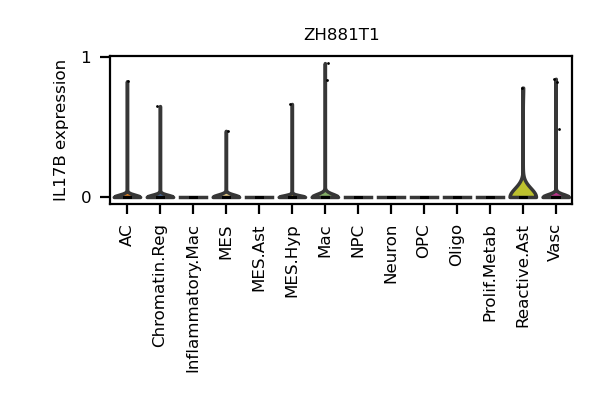 ZH881T1
IL17B expression
1
0
AC
Chromatin.Reg
Inflammatory.Mac
MES
MES.Ast
MES.Hyp
Mac
NPC
Neuron
OPC
Oligo
Prolif.Metab
Reactive.Ast
Vasc